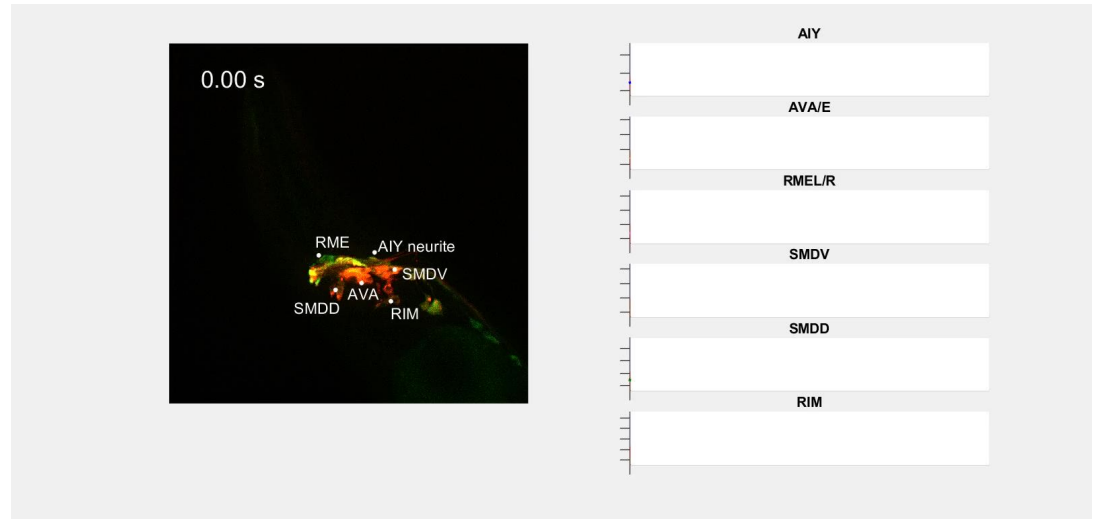 0.00 s
RME
AIY neurite
SMDV
AVA
SMDD
RIM
AIY
AVA/E
RMEL/R
SMDV
SMDD
RIM